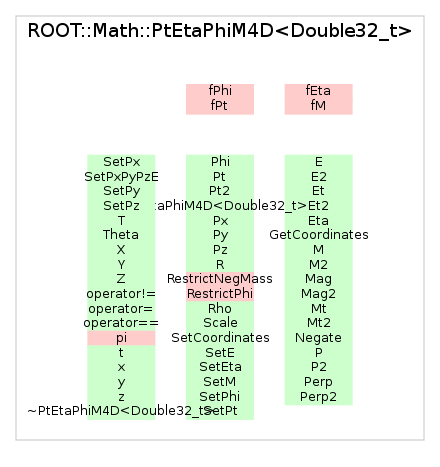 ROOT::Math::PtEtaPhiM4D<Double32_t>
fPhi
fPt
fEta
fM
SetPx
SetPxPyPzE
SetPy
SetPz
T
Theta
X
Y
Z
operator!=
operator=
operator==
pi
t
x
y
z
~PtEtaPhiM4D<Double32_t>
Phi
Pt
Pt2
taPhiM4D<Double32_t>
Px
Py
Pz
R
RestrictNegMass
RestrictPhi
Rho
Scale
SetCoordinates
SetE
SetEta
SetM
SetPhi
SetPt
E
E2
Et
Et2
Eta
GetCoordinates
M
M2
Mag
Mag2
Mt
Mt2
Negate
P
P2
Perp
Perp2